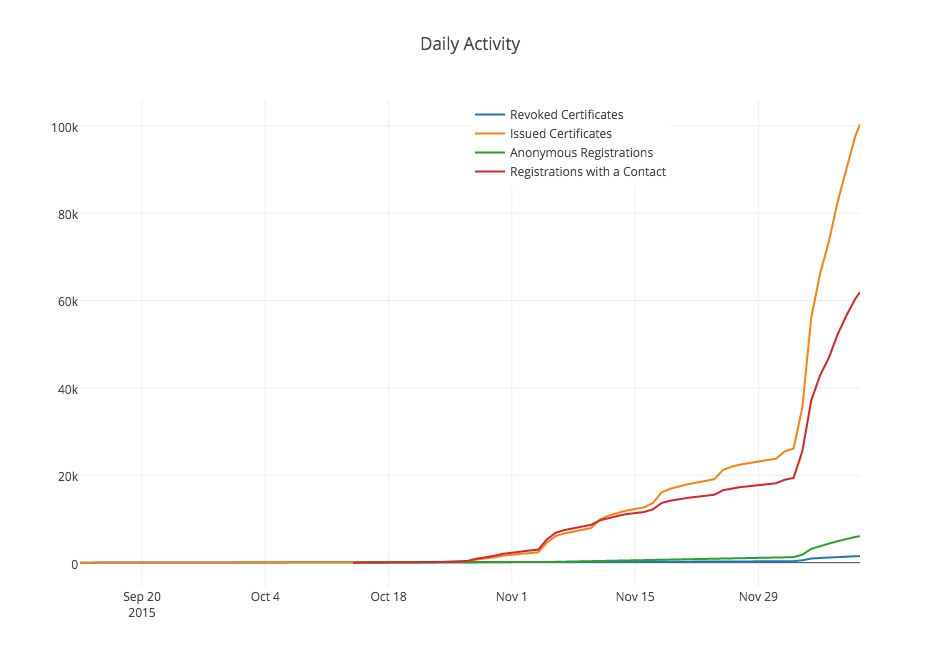 Daily Activity
Revoked Certificates
Issued Certificates
Anonymous Registrations
Registrations with a Contact
100k
80k
60k
40k
20k
0
Sep 20 Oct 4 Oct 18 Nov 1 Nov 15 Nov 29
2015